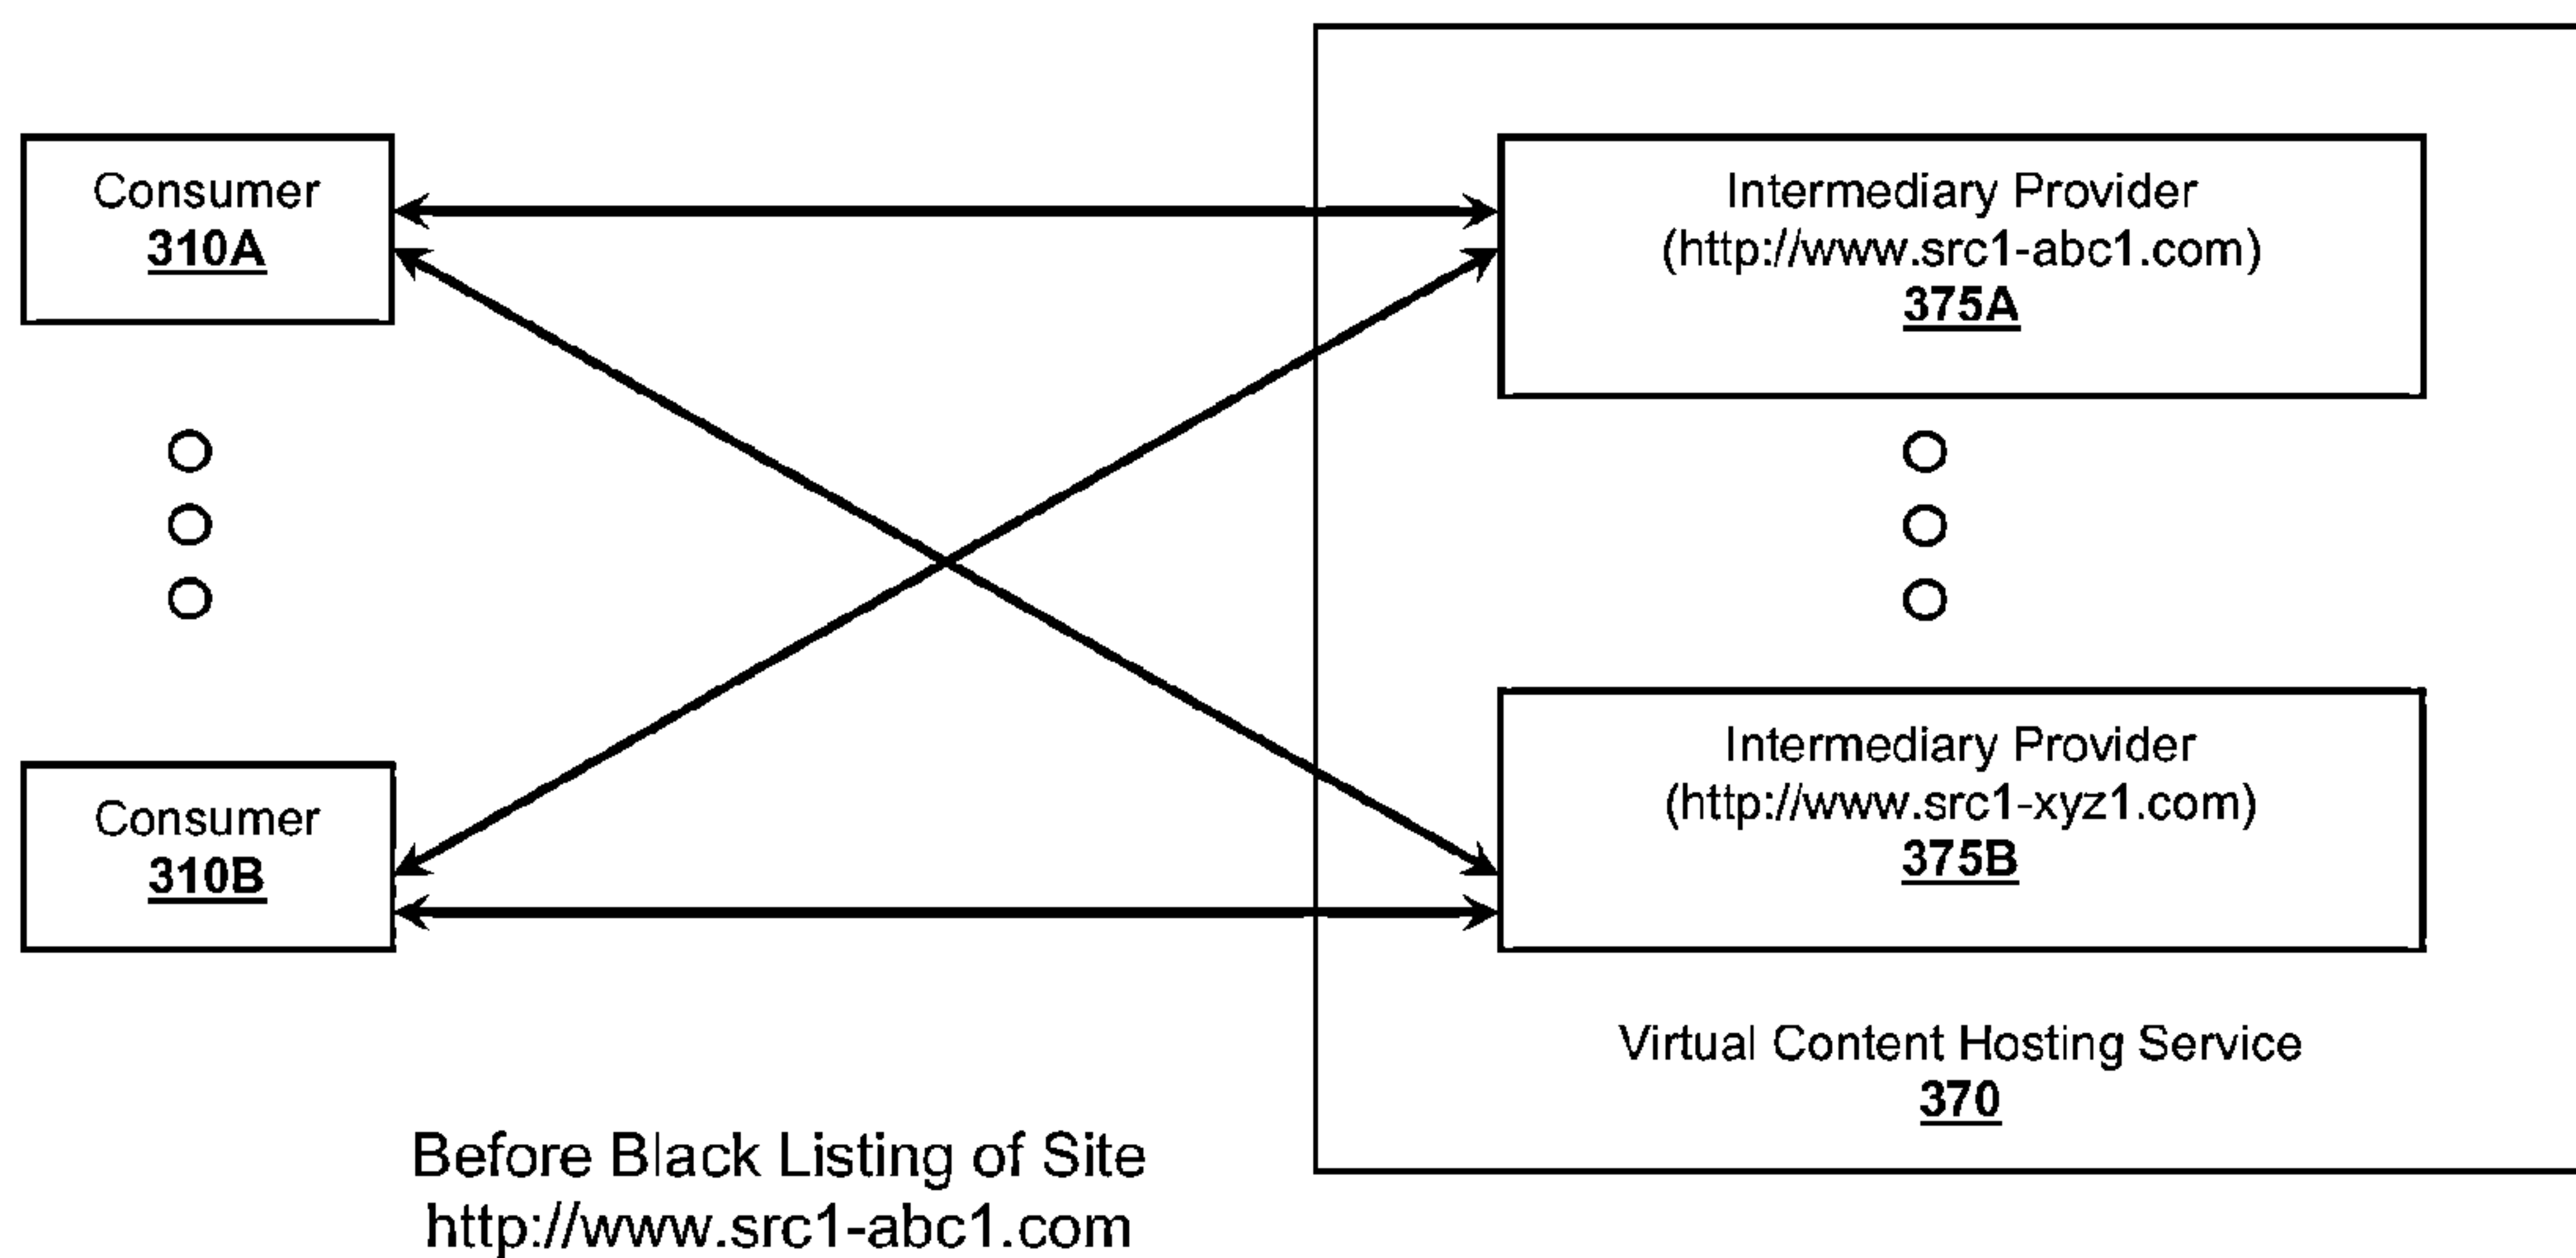 Consumer
310A
Intermediary Provider
(http://www.src1-abc1.com)
375A
Consumer
310B
Intermediary Provider
(http://www.src1-xyz1.com)
375B
Virtual Content Hosting Service
370
Before Black Listing of Site
http://www.src1-abc1.com